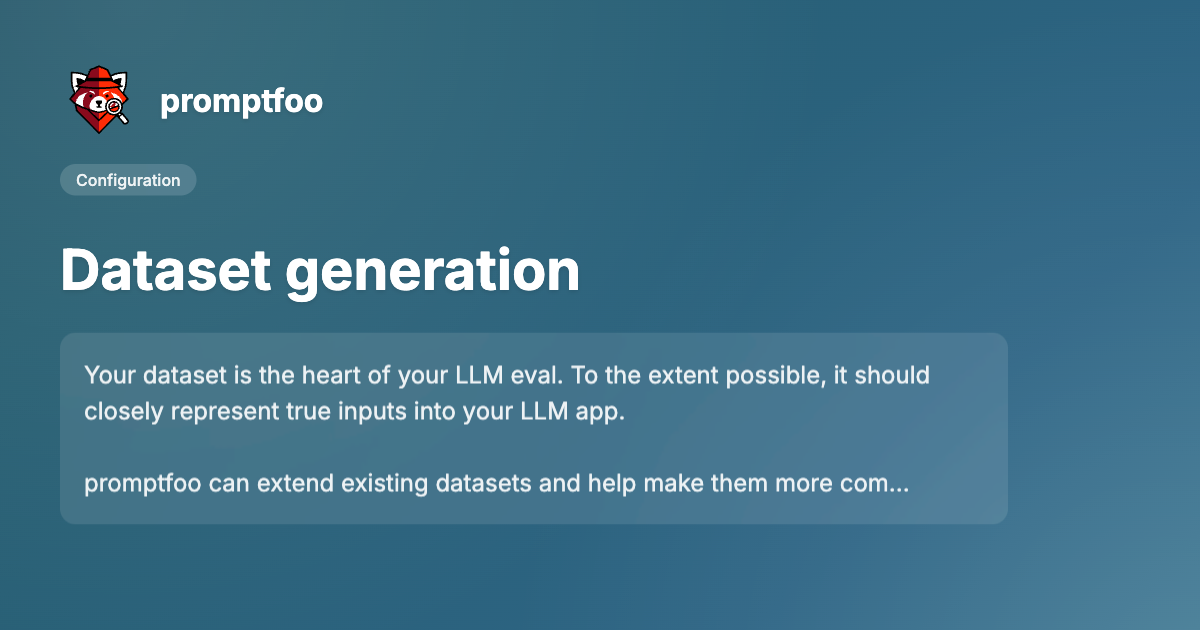 promptfoo
Configuration
Dataset generation
Your dataset is the heart of your LLM eval. To the extent possible, it should
closely represent true inputs into your LLM app.
promptfoo can extend existing datasets and help make them more com...